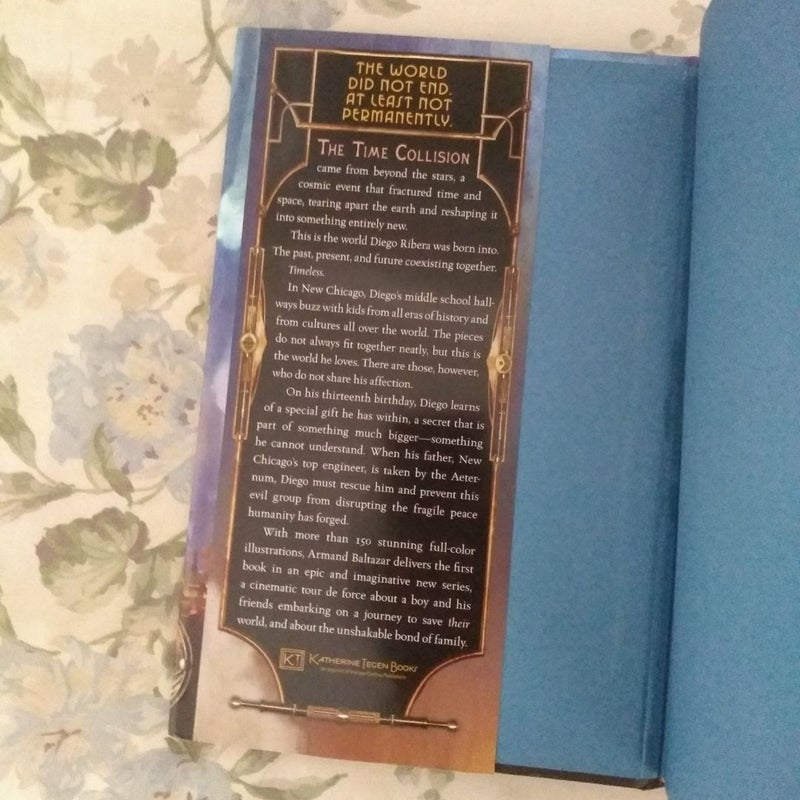 THE WORLD
DID NOT END.
AT LEAST NOT
PERMANENTLY.
THE TIME COLLISION
came from beyond the stars, a
cosmic event that fractured time and
space, tearing apart the earth and reshaping it
into something entirely new.
This is the world Diego Ribera was born into.
The past, present, and future coexisting together.
Timeless.
In New Chicago, Diego's middle school hall-
ways buzz with kids from all eras of history and
from cultures all over the world. The pieces
do not always fit together neatly, but this is
the world he loves. There are those, however,
who do not share his affection.
On his thirteenth birthday, Diego learns
of a special gift he has within, a secret that is
part of something much bigger—something
he cannot understand. When his father, New
Chicago's top engineer, is taken by the Aeter-
num, Diego must rescue him and prevent this
evil group from disrupting the fragile peace
humanity has forged.
With more than 150 stunning full-color
illustrations, Armand Baltazar delivers the first
book in an epic and imaginative new series,
a cinematic tour de force about a boy and his
friends embarking on a journey to save their
world, and about the unshakable bond of family.
KT KATHERINE TEGEN BOOKS
An Imprint of HarperCollins Publishers